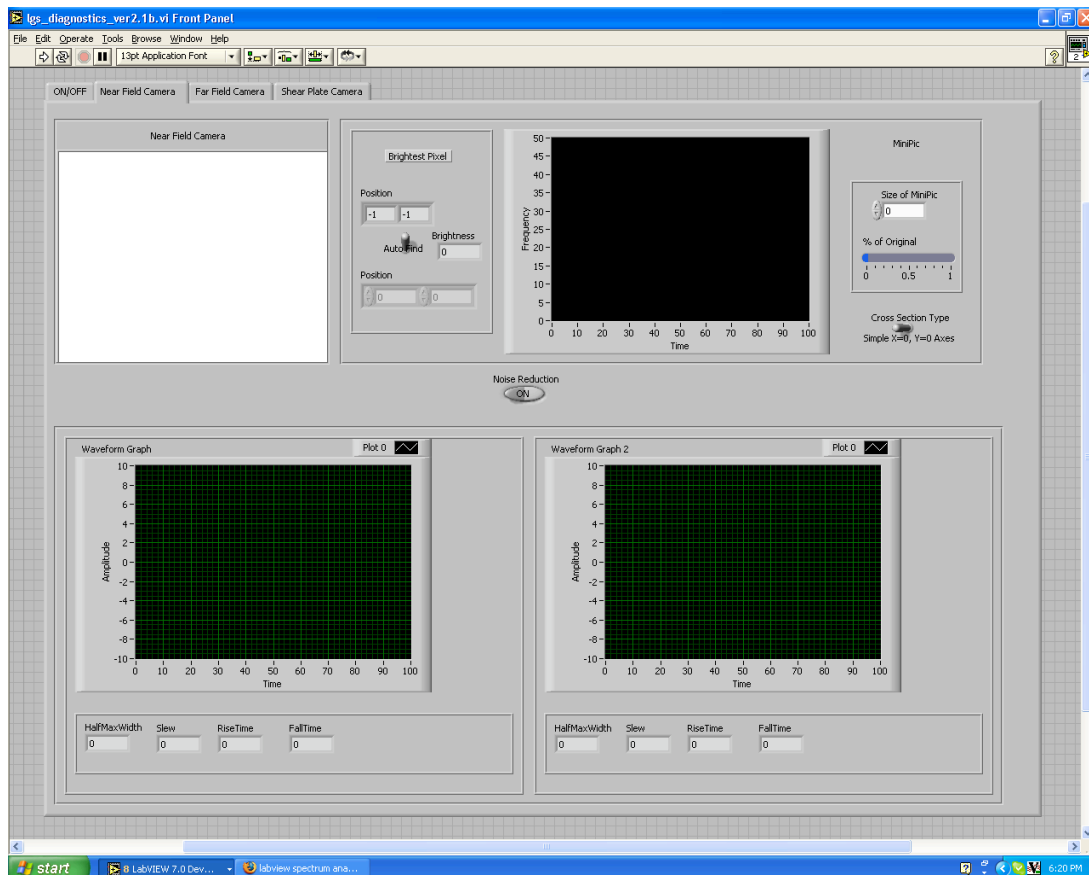 lgs_diagnostics_ver2.1b.vi Front Panel
File Edit Operate Tools Browse Window Help
13pt Application Font
2
ON/OFF Near Field Camera Far Field Camera Shear Plate Camera
Near Field Camera
Brightest Pixel
Position
-1 -1
Auto Find
Brightness
0
Position
0 0
50
45
40
35
30
25
20
15
10
5
0
Frequency
0 10 20 30 40 50 60 70 80 90 100
Time
MiniPic
Size of MiniPic
0
% of Original
0 0.5 1
Cross Section Type
Simple X=0, Y=0 Axes
Noise Reduction
ON
Waveform Graph Plot 0
10
8
6
4
2
0
-2
-4
-6
-8
-10
Amplitude
0 10 20 30 40 50 60 70 80 90 100
Time
HalfMaxWidth Slew RiseTime FallTime
0 0 0 0
Waveform Graph 2 Plot 0
10
8
6
4
2
0
-2
-4
-6
-8
-10
Amplitude
0 10 20 30 40 50 60 70 80 90 100
Time
HalfMaxWidth Slew RiseTime FallTime
0 0 0 0
start 8 LabVIEW 7.0 Dev... labview spectrum ana... 6:20 PM